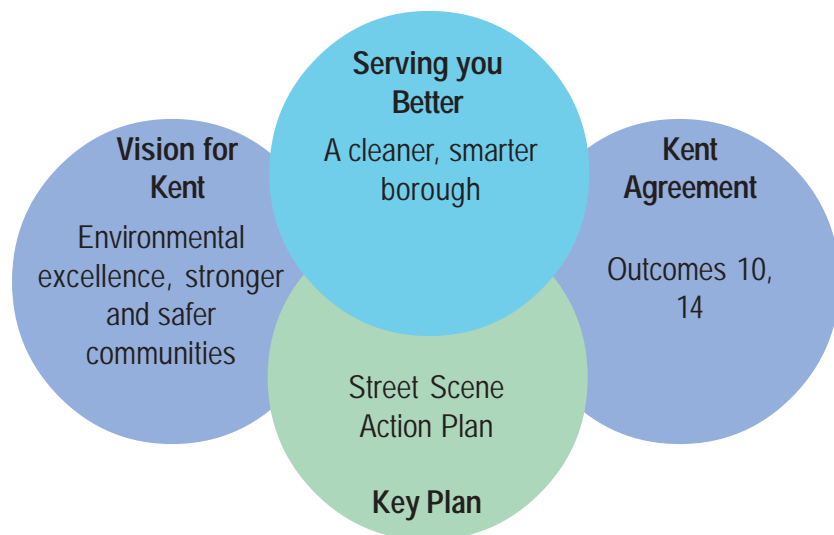 Serving you
Better
A cleaner, smarter
borough
Vision for
Kent
Environmental
excellence, stronger
and safer
communities
Kent
Agreement
Outcomes 10,
14
Street Scene
Action Plan
Key Plan